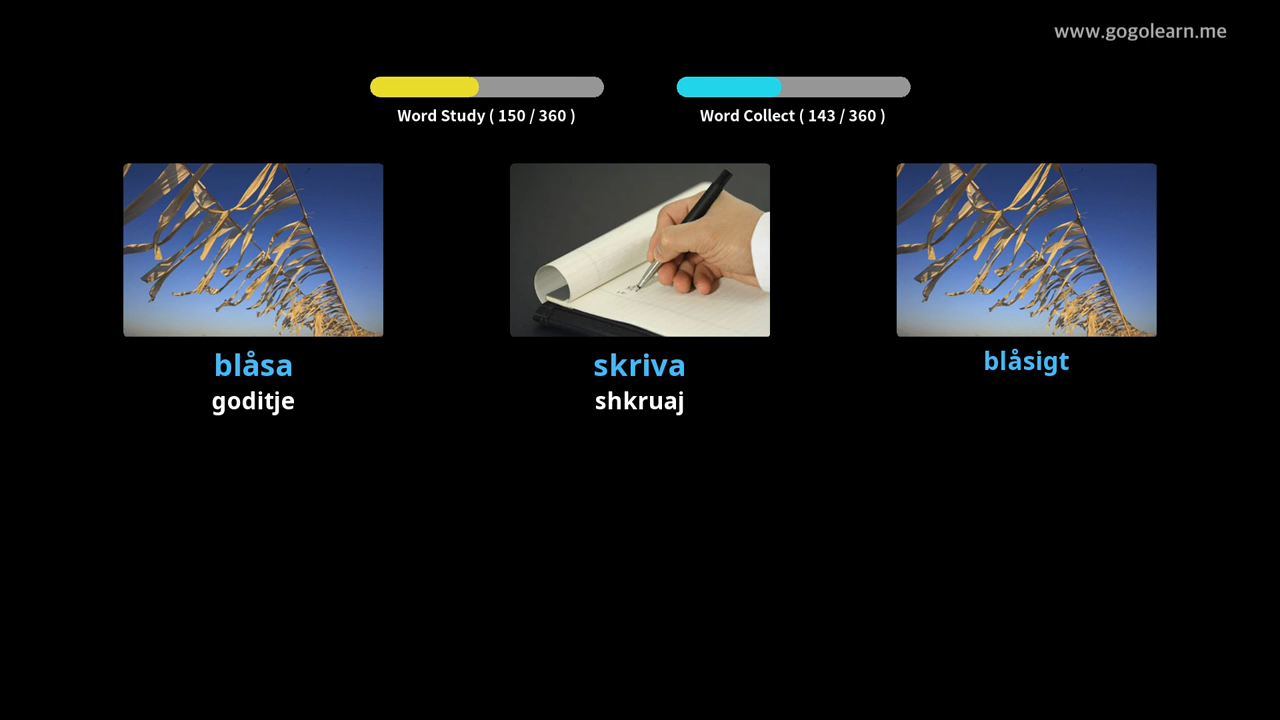 www.gogolearn.me
Word Study ( 150 / 360 )
Word Collect ( 143 / 360 )
blåsa
goditje
skriva
shkruaj
blåsigt